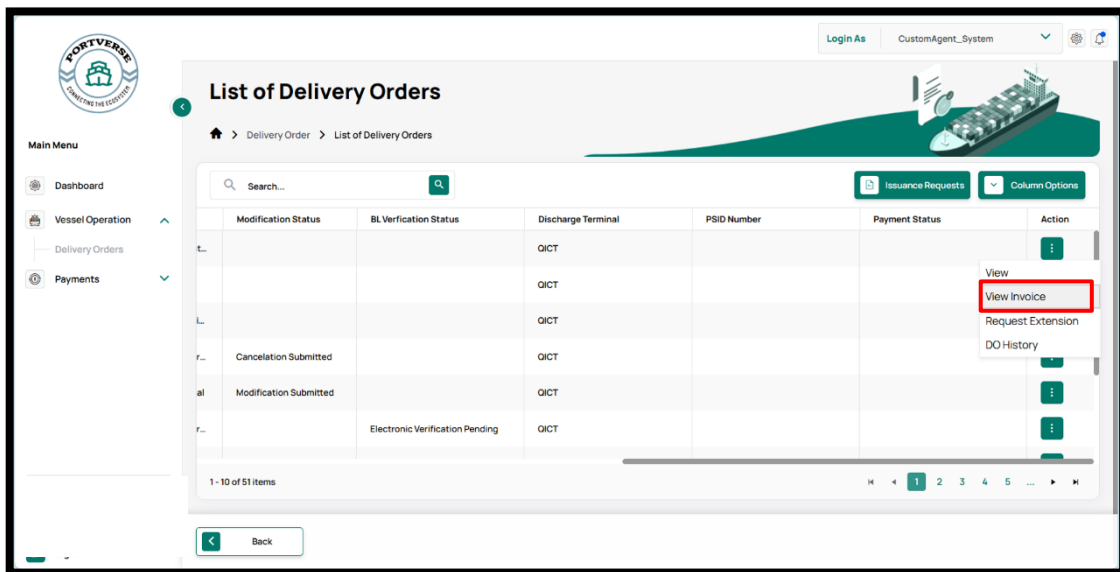 PORTVERSE
CONNECTING THE ECOSYSTEM
Login As CustomAgent_System
List of Delivery Orders
Delivery Order > List of Delivery Orders
Main Menu
Dashboard
Vessel Operation
Delivery Orders
Payments
Search...
Issuance Requests
Column Options
Modification Status BL Verfication Status Discharge Terminal PSID Number Payment Status Action
t... QICT
QICT
i... QICT
r... Cancelation Submitted QICT
al Modification Submitted QICT
r... Electronic Verification Pending QICT
View
View Invoice
Request Extension
DO History
1 - 10 of 51 items
1 2 3 4 5 ...
Back